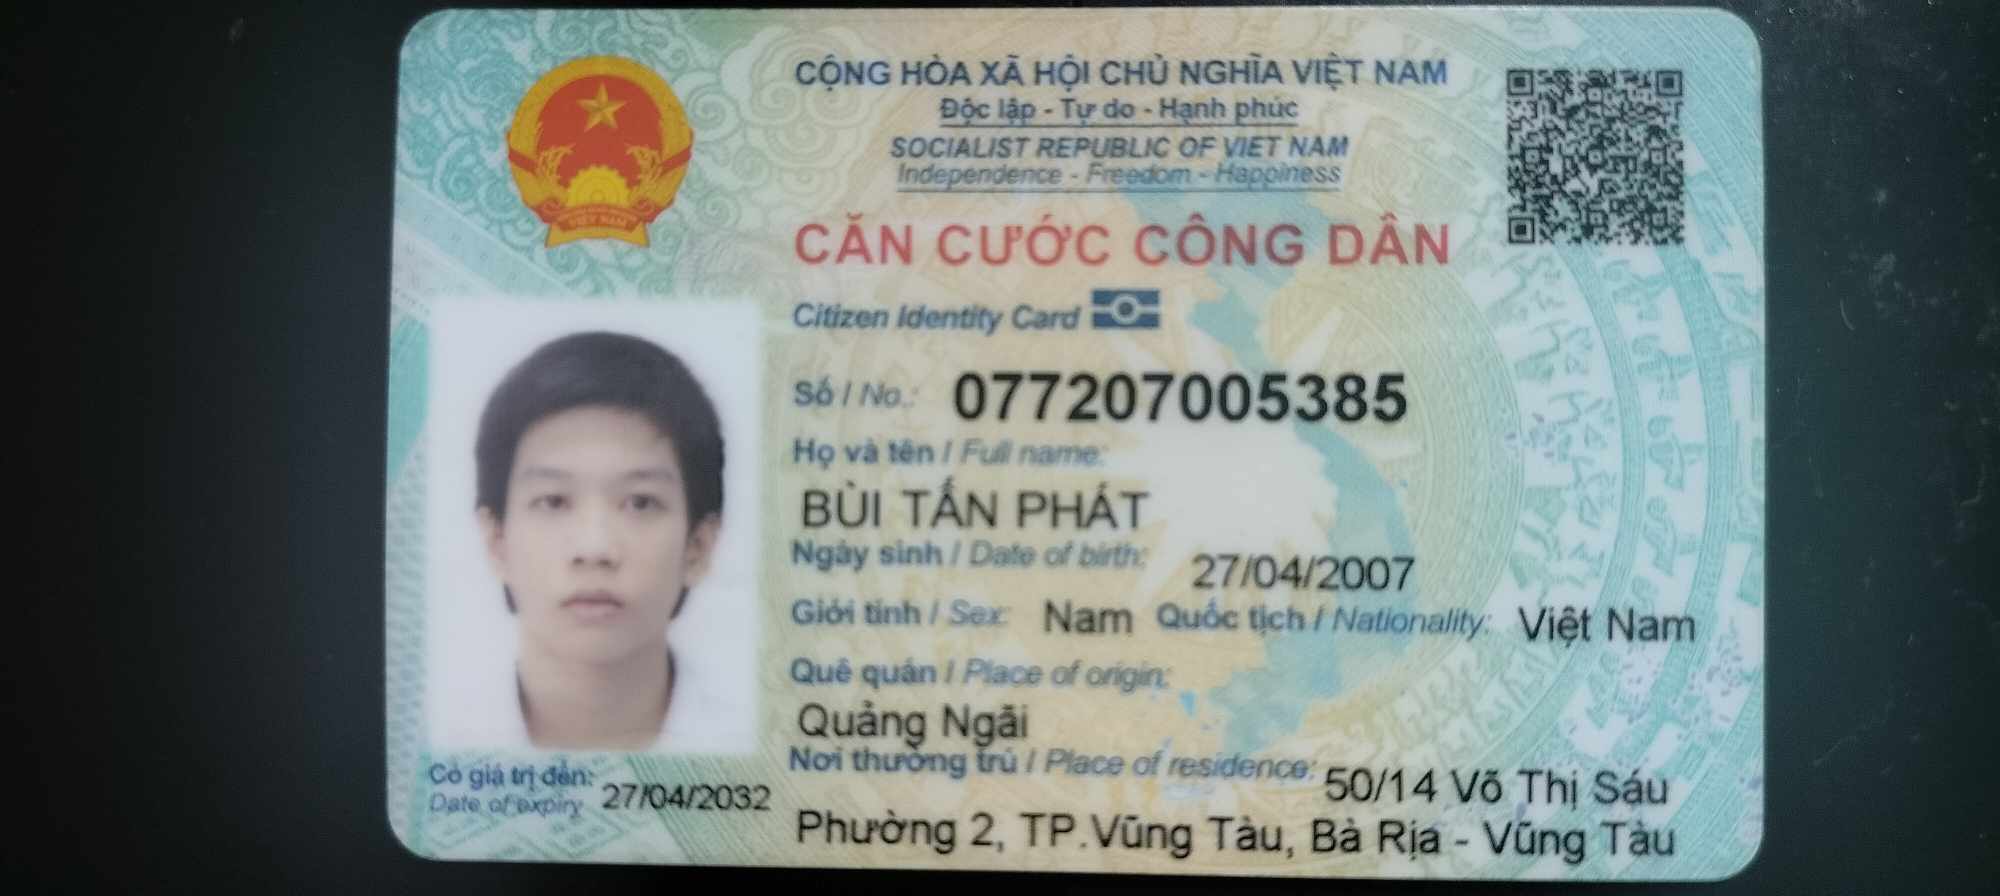 CỘNG HÒA XÃ HỘI CHỦ NGHĨA VIỆT NAM
Độc lập - Tự do - Hạnh phúc
SOCIALIST REPUBLIC OF VIET NAM
Independence - Freedom - Happiness
CĂN CƯỚC CÔNG DÂN
Citizen Identity Card
Số / No.: 077207005385
Họ và tên / Full name:
BÙI TẤN PHÁT
Ngày sinh / Date of birth: 27/04/2007
Giới tính / Sex: Nam Quốc tịch / Nationality: Việt Nam
Quê quán / Place of origin:
Quảng Ngãi
Nơi thường trú / Place of residence: 50/14 Võ Thị Sáu
Phường 2, TP.Vũng Tàu, Bà Rịa - Vũng Tàu
Có giá trị đến: 27/04/2032
Date of expiry
VIỆT NAM